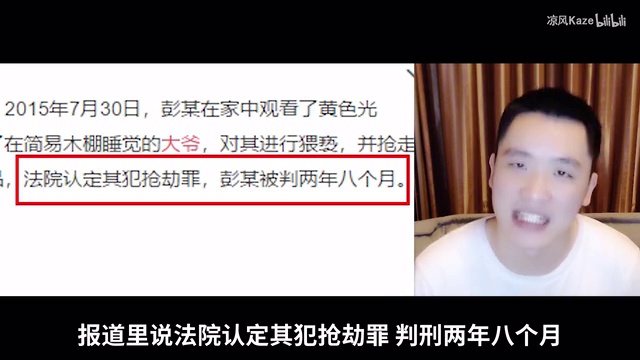 凉风Kaze bilibili
2015年7月30日，彭某在家中观看了黄色光
在简易木棚睡觉的大爷，对其进行猥亵，并抢走
，法院认定其犯抢劫罪，彭某被判两年八个月。
报道里说法院认定其犯抢劫罪 判刑两年八个月